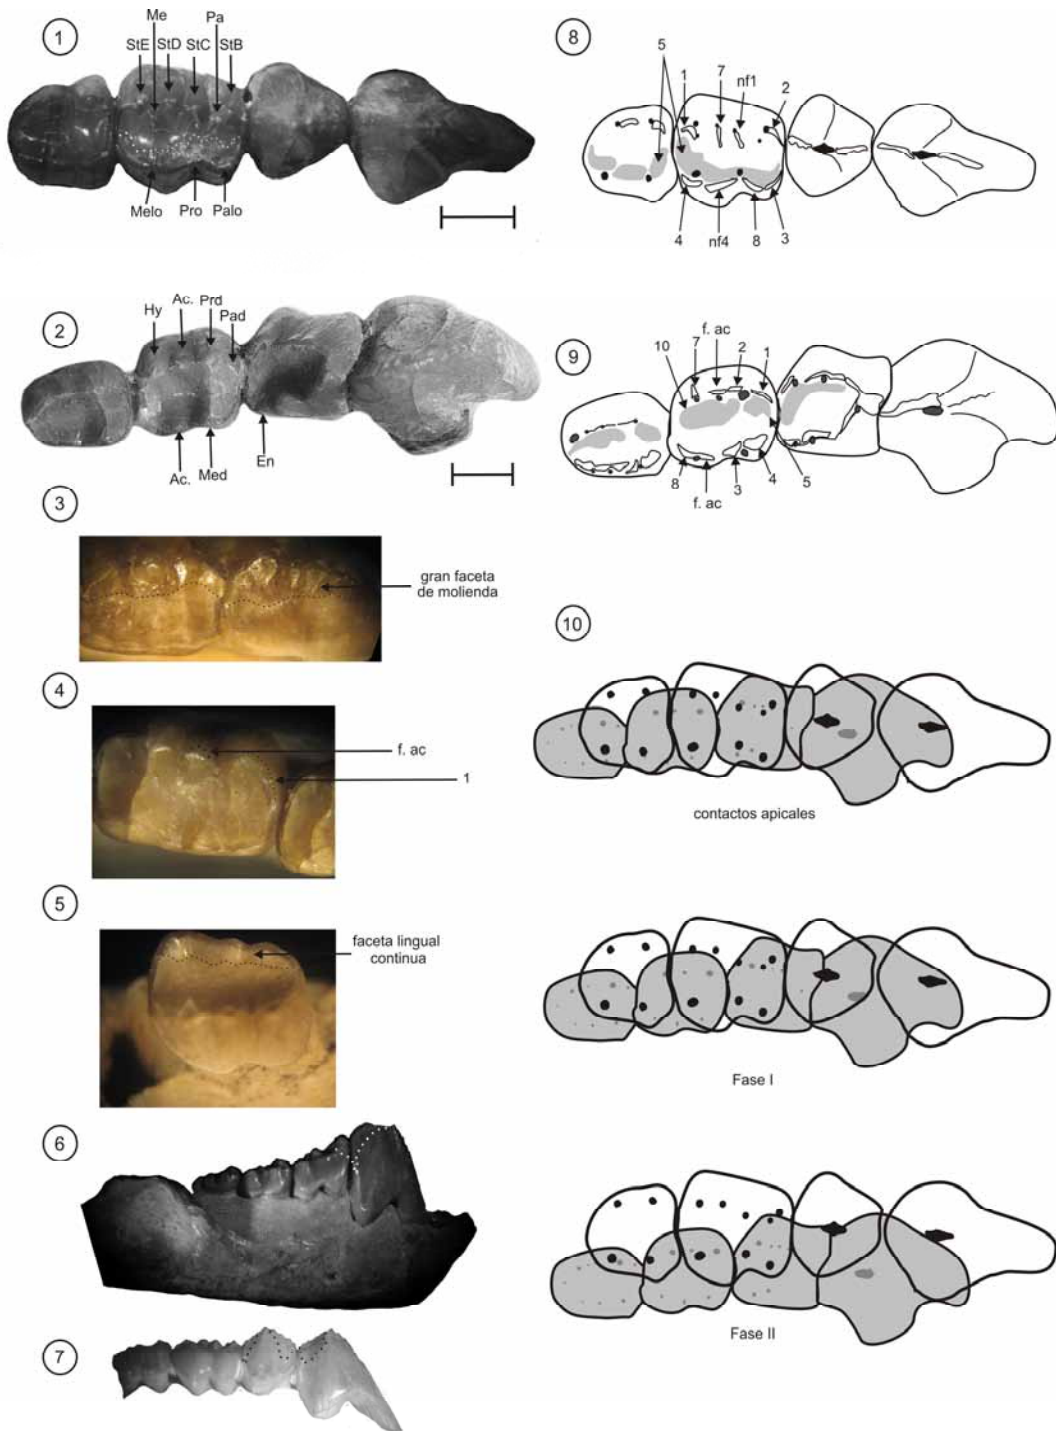 1
Me
Pa
StE
StD
StC
StB
Melo
Pro
Palo
2
Hy
Ac.
Prd
Pad
Ac.
Med
En
3
gran faceta
de molienda
4
f. ac
1
5
faceta lingual
continua
6
7
8
5
1
7
nf1
2
4
nf4
8
3
9
10
7
f. ac
2
1
8
f. ac
3
4
5
10
contactos apicales
Fase I
Fase II